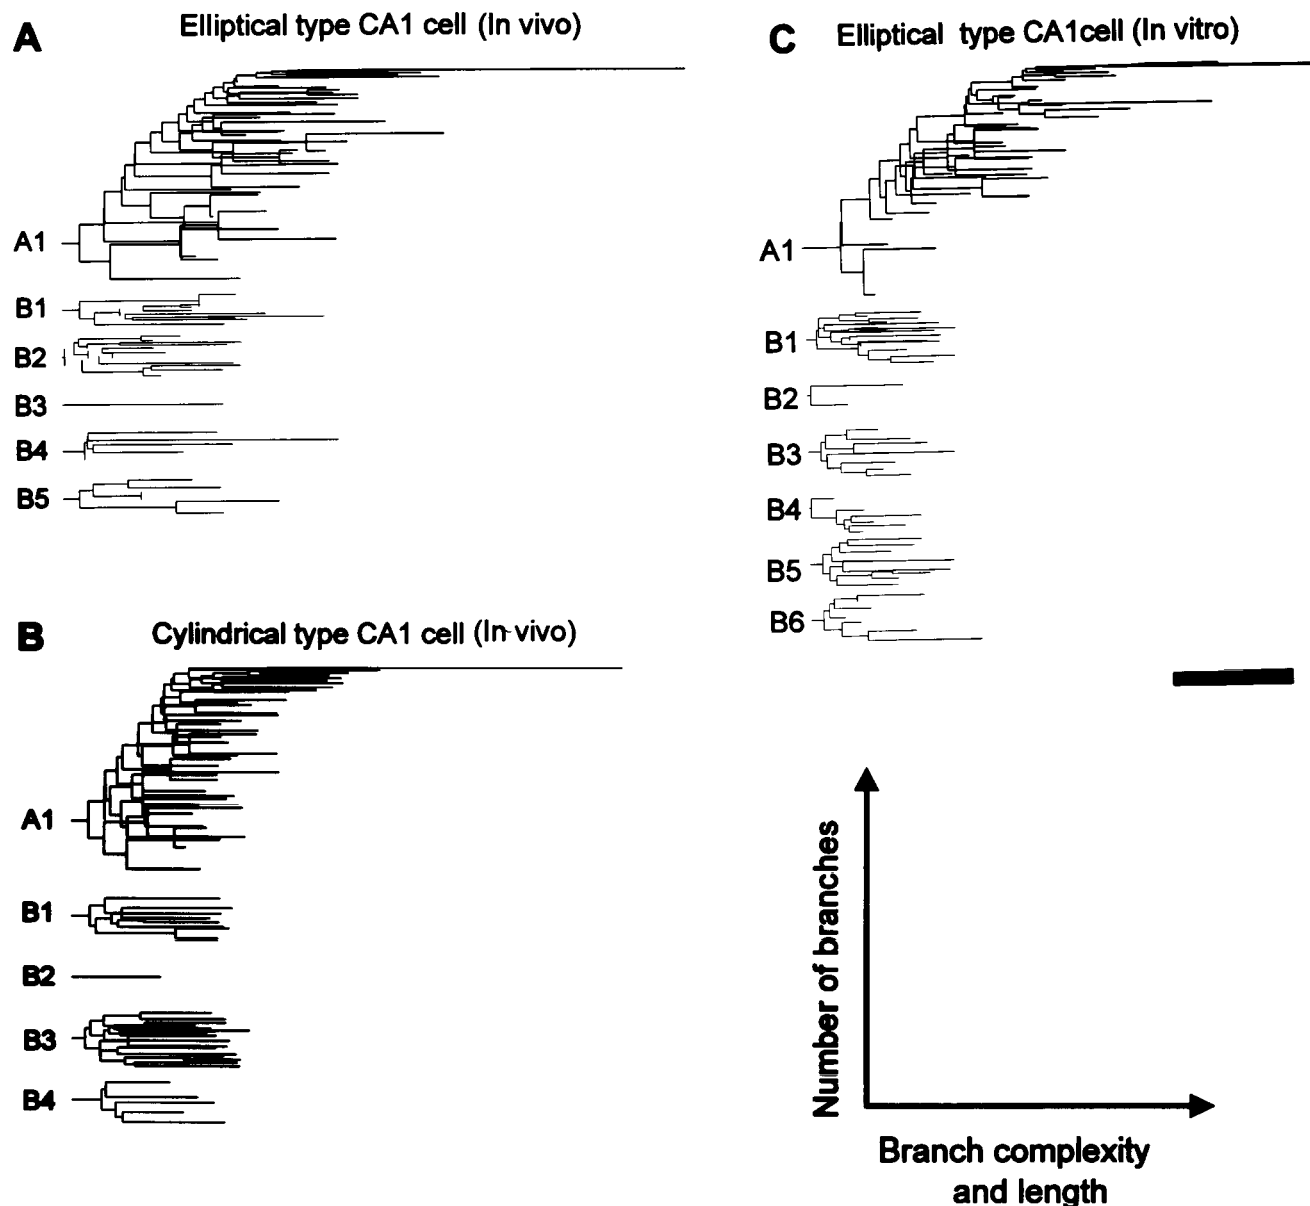 A
Elliptical type CA1 cell (In vivo)
A1
B1
B2
B3
B4
B5
B
Cylindrical type CA1 cell (In vivo)
A1
B1
B2
B3
B4
C
Elliptical type CA1cell (In vitro)
A1
B1
B2
B3
B4
B5
B6
Number of branches
Branch complexity
and length